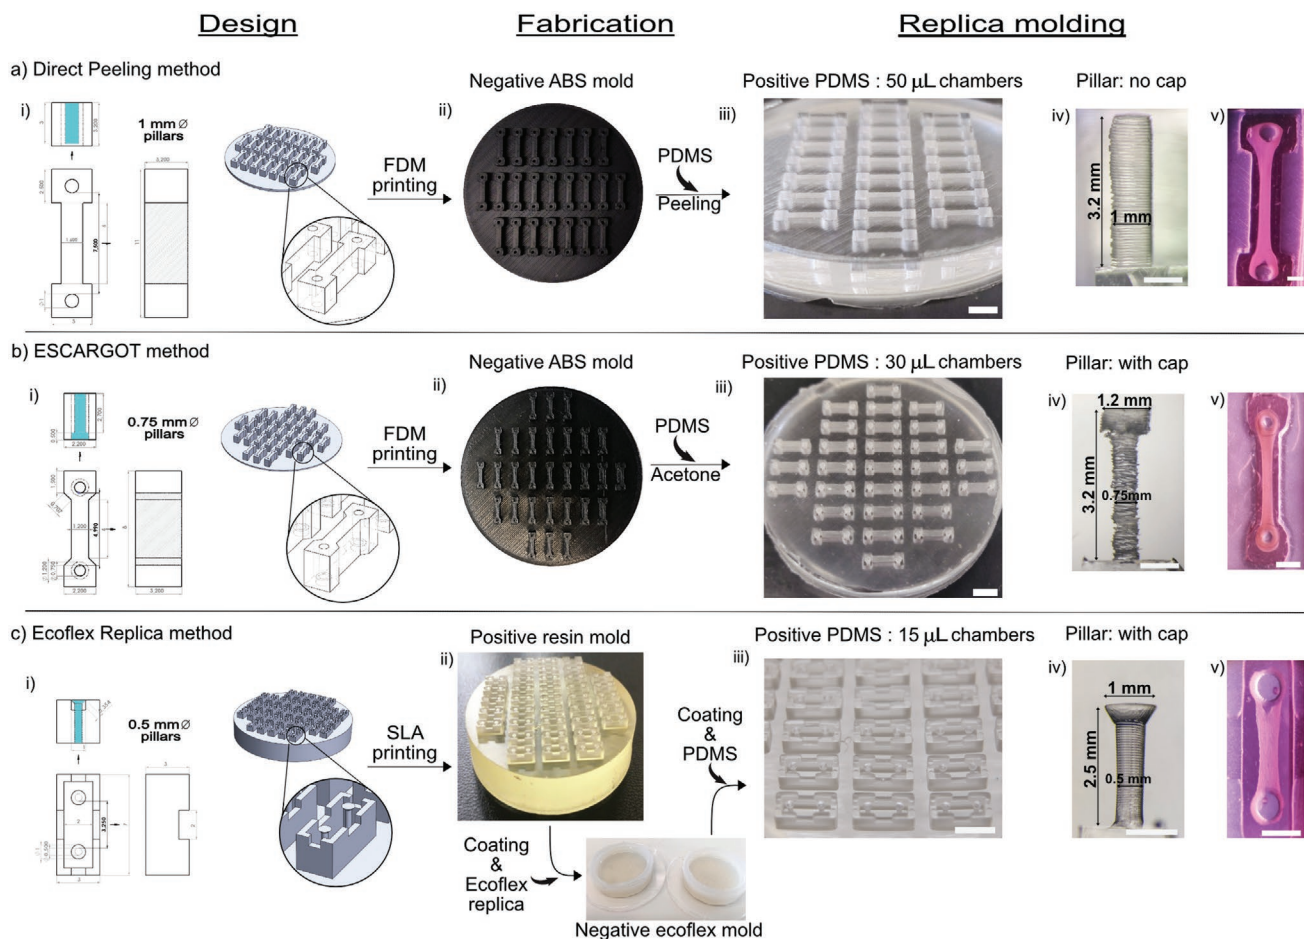 Design
Fabrication
Replica molding
a) Direct Peeling method
i)
1 mm Ø
pillars
FDM
printing
Negative ABS mold
ii)
PDMS
Peeling
Positive PDMS : 50 µL chambers
iii)
Pillar: no cap
iv)
3.2 mm
1 mm
v)
b) ESCARGOT method
i)
0.75 mm Ø
pillars
FDM
printing
Negative ABS mold
ii)
PDMS
Acetone
Positive PDMS : 30 µL chambers
iii)
Pillar: with cap
iv)
1.2 mm
3.2 mm
0.75mm
v)
c) Ecoflex Replica method
i)
0.5 mm Ø
pillars
SLA
printing
Positive resin mold
ii)
Coating
&
Ecoflex
replica
Negative ecoflex mold
Coating
&
PDMS
Positive PDMS : 15 µL chambers
iii)
Pillar: with cap
iv)
1 mm
2.5 mm
0.5 mm
v)